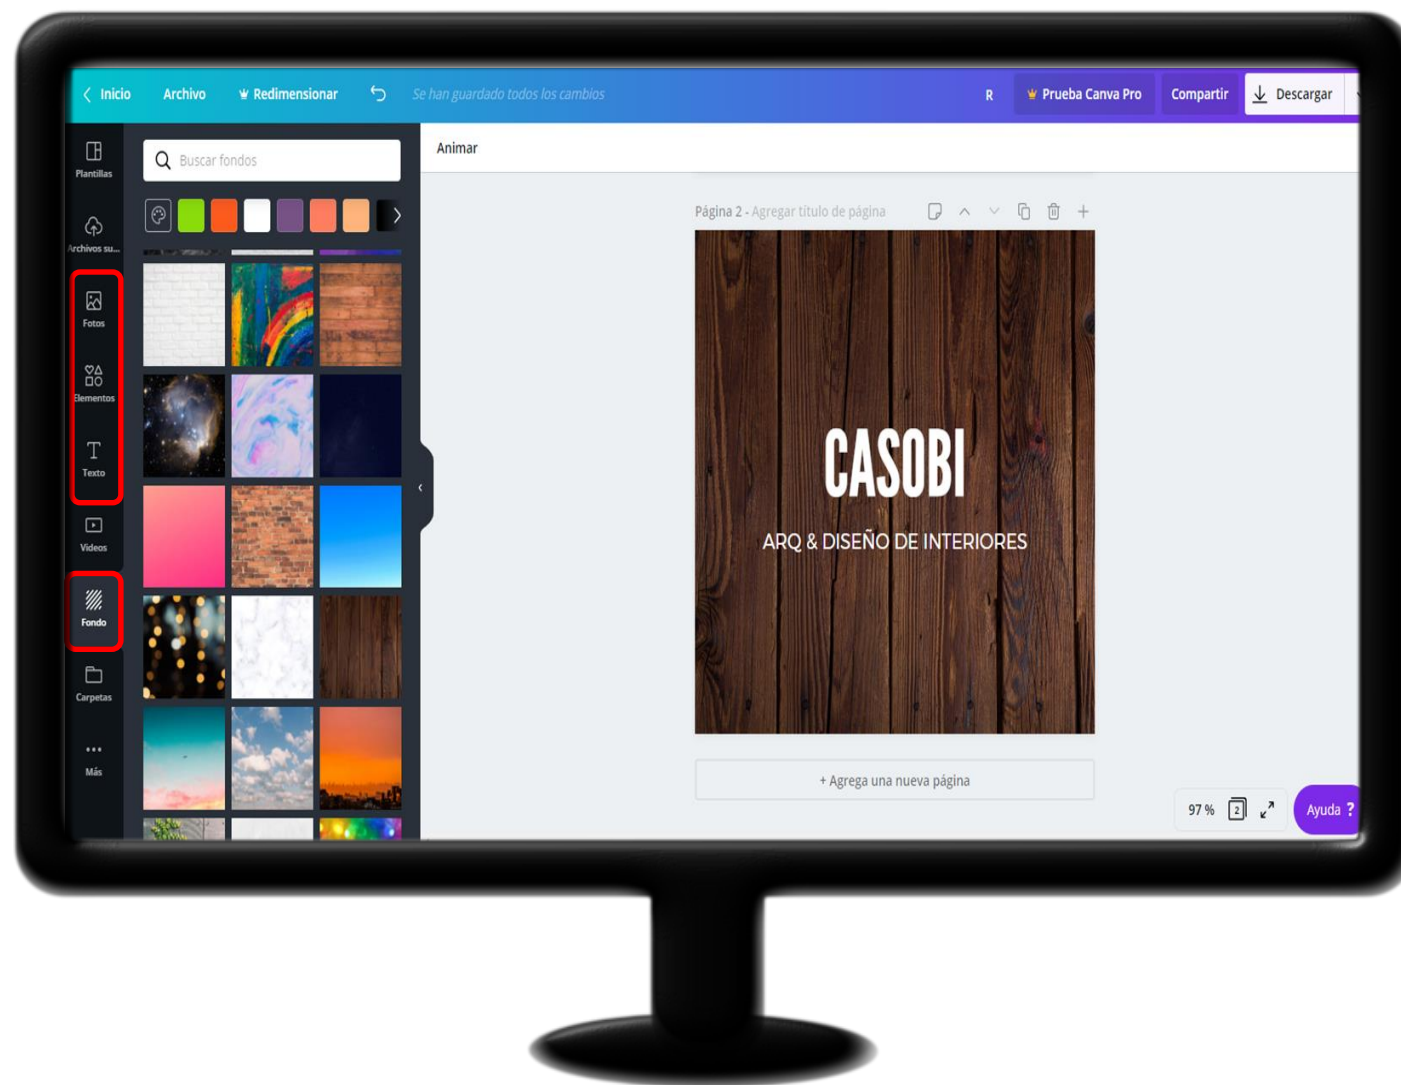 Inicio
Archivo
Redimensionar
Se han guardado todos los cambios
R
Prueba Canva Pro
Compartir
Descargar
Plantillas
Archivos su...
Fotos
Elementos
Texto
Videos
Fondo
Carpetas
Más
Buscar fondos
Animar
Página 2 - Agregar título de página
CASOBI
ARQ & DISEÑO DE INTERIORES
+ Agrega una nueva página
97 %
2
Ayuda ?